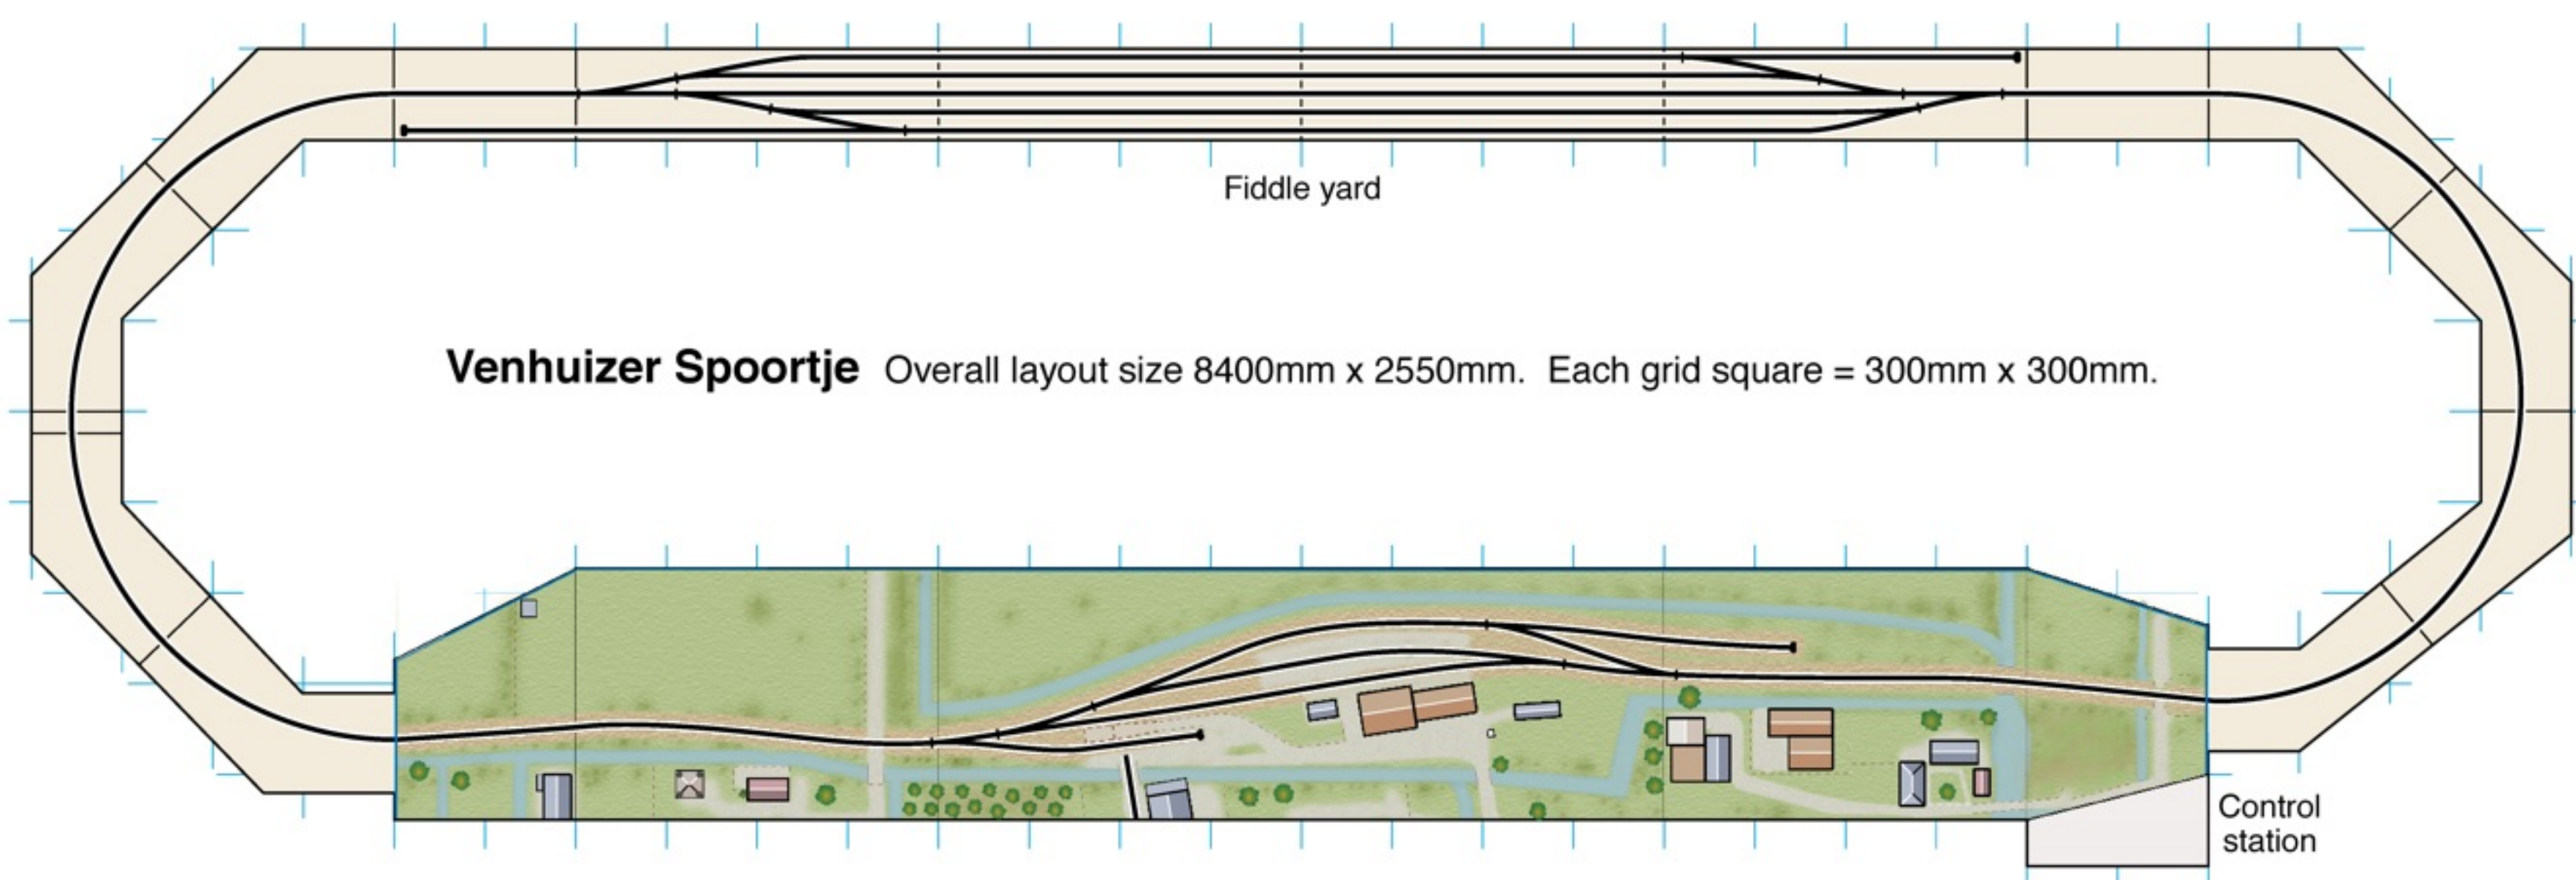 Fiddle yard
Venhuizer Spoortje Overall layout size 8400mm x 2550mm. Each grid square = 300mm x 300mm.
Control
station